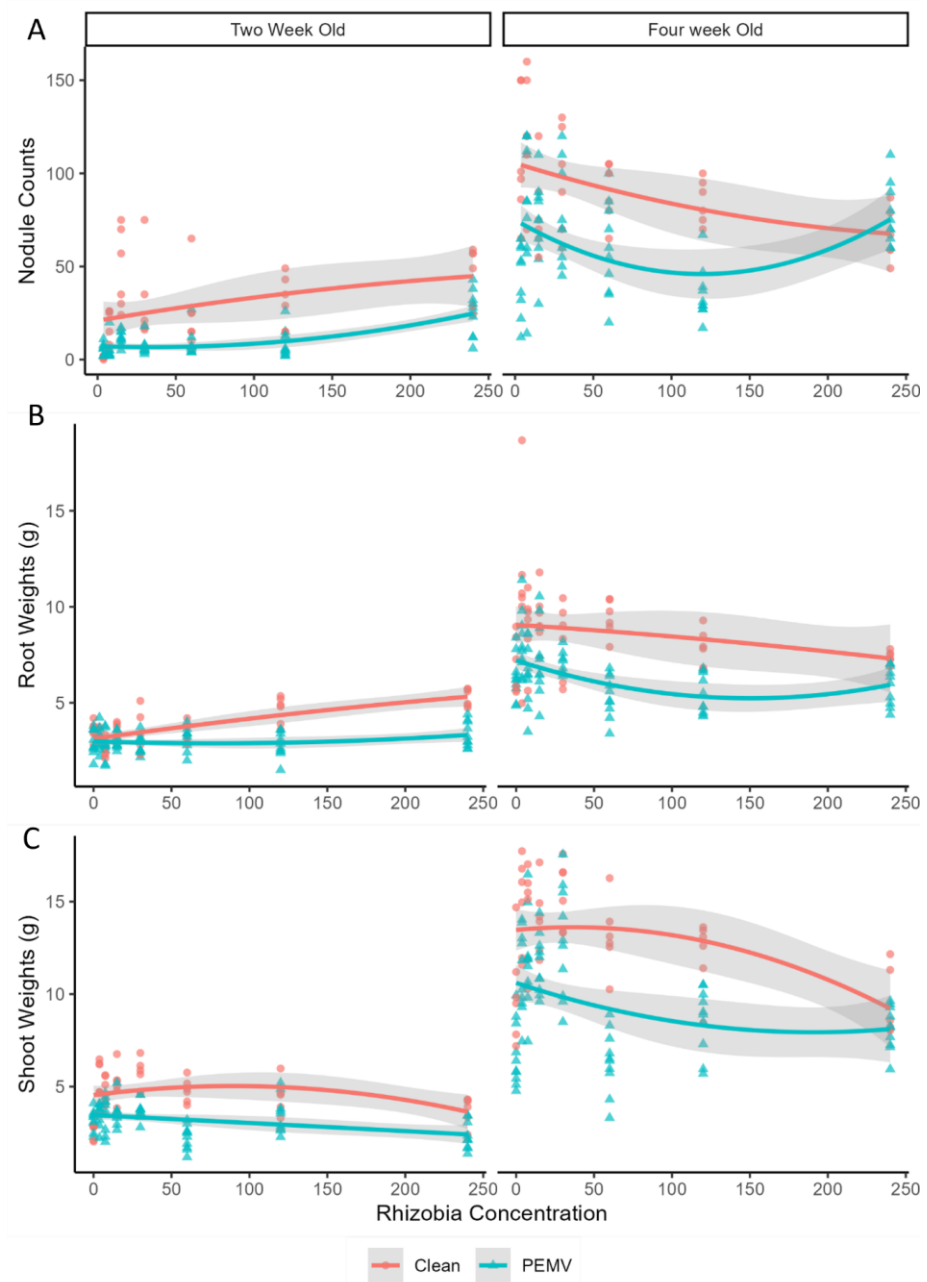 A
Two Week Old
Four week Old
Nodule Counts
150
100
50
0
0 50 100 150 200 250
0 50 100 150 200 250
B
Root Weights (g)
15
10
5
0 50 100 150 200 250
0 50 100 150 200 250
C
Shoot Weights (g)
15
10
5
0 50 100 150 200 250
0 50 100 150 200 250
Rhizobia Concentration
Clean PEMV